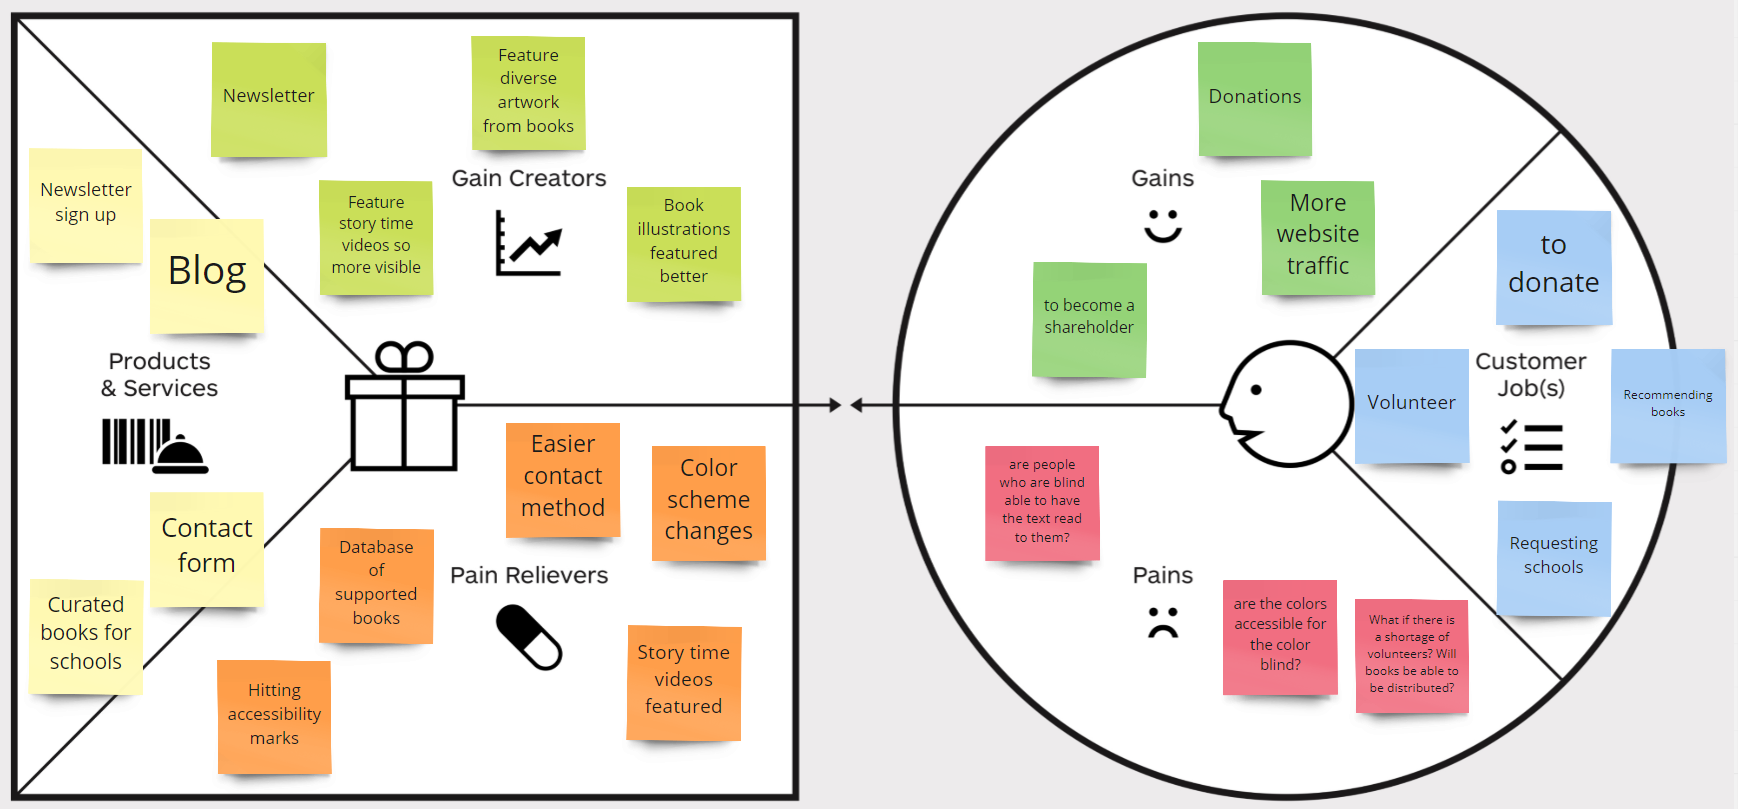 Newsletter
Feature
diverse
artwork
from books
Gain Creators
Newsletter
sign up
Blog
Feature
story time
videos so
more visible
Book
illustrations
featured
better
Products
& Services
Contact
form
Curated
books for
schools
Easier
contact
method
Color
scheme
changes
Database
of
supported
books
Pain Relievers
Hitting
accessibility
marks
Story time
videos
featured
Donations
Gains
More
website
traffic
to become a
shareholder
to
donate
Volunteer
Customer
Job(s)
Recommending
books
Requesting
schools
are people
who are blind
able to have
the text read
to them?
Pains
are the colors
accessible for
the color
blind?
What if there is
a shortage of
volunteers? Will
books be able to
be distributed?